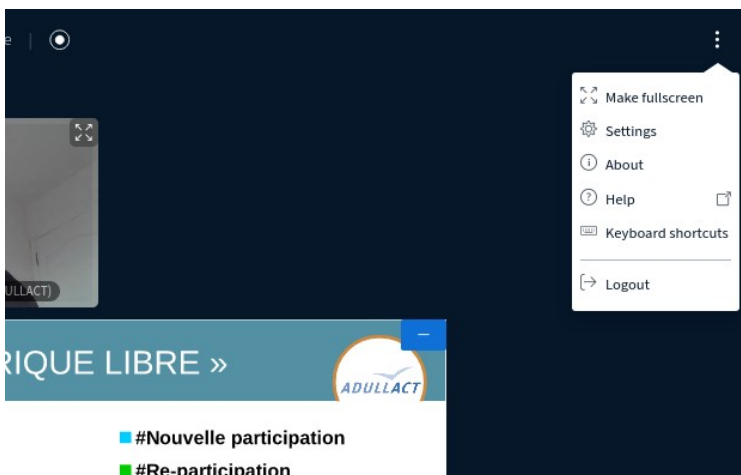 e |
Make fullscreen
Settings
About
Help
Keyboard shortcuts
Logout
ULLACT)
RIQUE LIBRE »
ADULLACT
#Nouvelle participation
#Re-participation